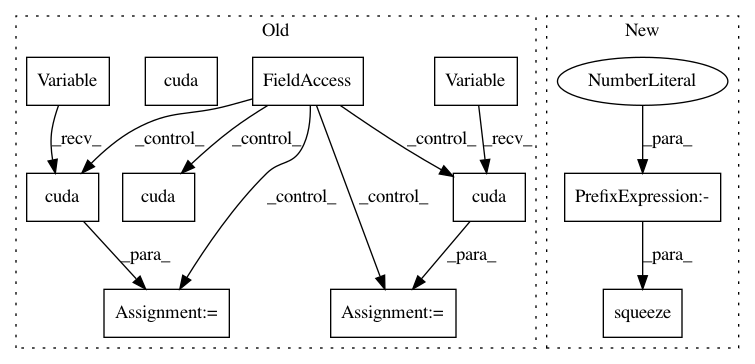 Old
New
Variable
cuda
FieldAccess
Variable
NumberLiteral
_recv_
_control_
_control_
_control_
_recv_
_para_
cuda
cuda
_control_
_control_
cuda
PrefixExpression:-
_para_
_para_
_para_
Assignment:=
Assignment:=
squeeze